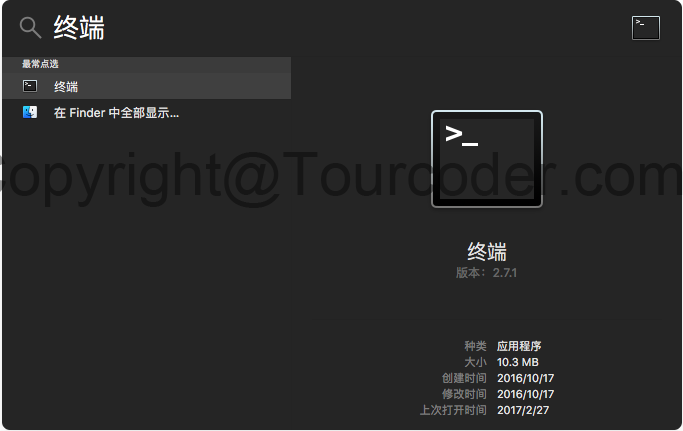 终端
最常点选
终端
在 Finder 中全部显示...
Copyright@Tourcoder.com
终端
版本：2.7.1
种类 应用程序
大小 10.3 MB
创建时间 2016/10/17
修改时间 2016/10/17
上次打开时间 2017/2/27